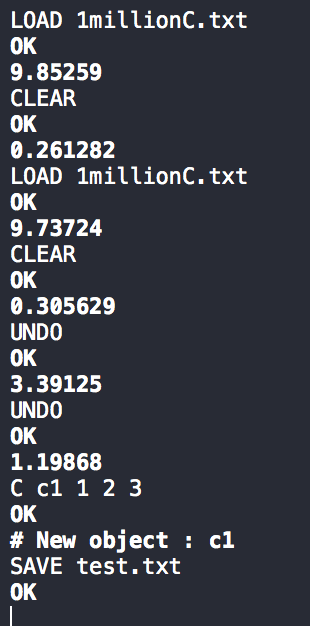 LOAD 1millionC.txt
OK
9.85259
CLEAR
OK
0.261282
LOAD 1millionC.txt
OK
9.73724
CLEAR
OK
0.305629
UNDO
OK
3.39125
UNDO
OK
1.19868
C c1 1 2 3
OK
# New object : c1
SAVE test.txt
OK